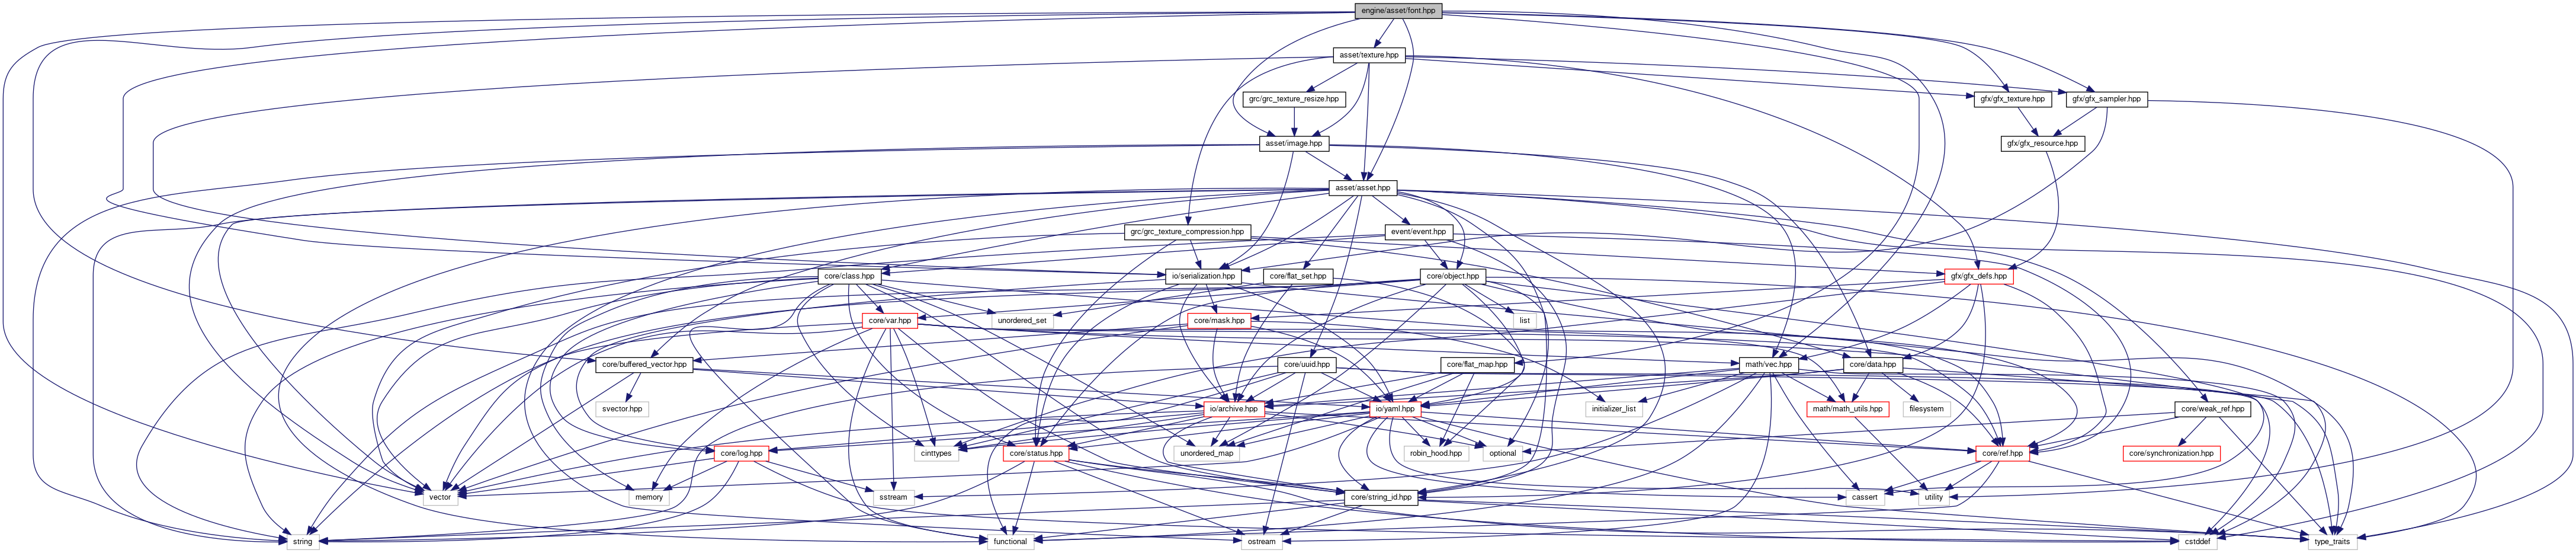 engine/asset/font.hpp
asset/texture.hpp
grc/grc_texture_resize.hpp
gfx/gfx_texture.hpp
gfx/gfx_sampler.hpp
asset/image.hpp
gfx/gfx_resource.hpp
asset/asset.hpp
grc/grc_texture_compression.hpp
event/event.hpp
core/class.hpp
io/serialization.hpp
core/flat_set.hpp
core/object.hpp
gfx/gfx_defs.hpp
core/var.hpp
unordered_set
core/mask.hpp
list
core/buffered_vector.hpp
core/uuid.hpp
core/flat_map.hpp
math/vec.hpp
core/data.hpp
svector.hpp
io/archive.hpp
io/yaml.hpp
initializer_list
math/math_utils.hpp
filesystem
core/weak_ref.hpp
core/log.hpp
cinttypes
core/status.hpp
unordered_map
robin_hood.hpp
optional
core/ref.hpp
core/synchronization.hpp
vector
memory
sstream
core/string_id.hpp
cassert
utility
string
functional
ostream
cstddef
type_traits